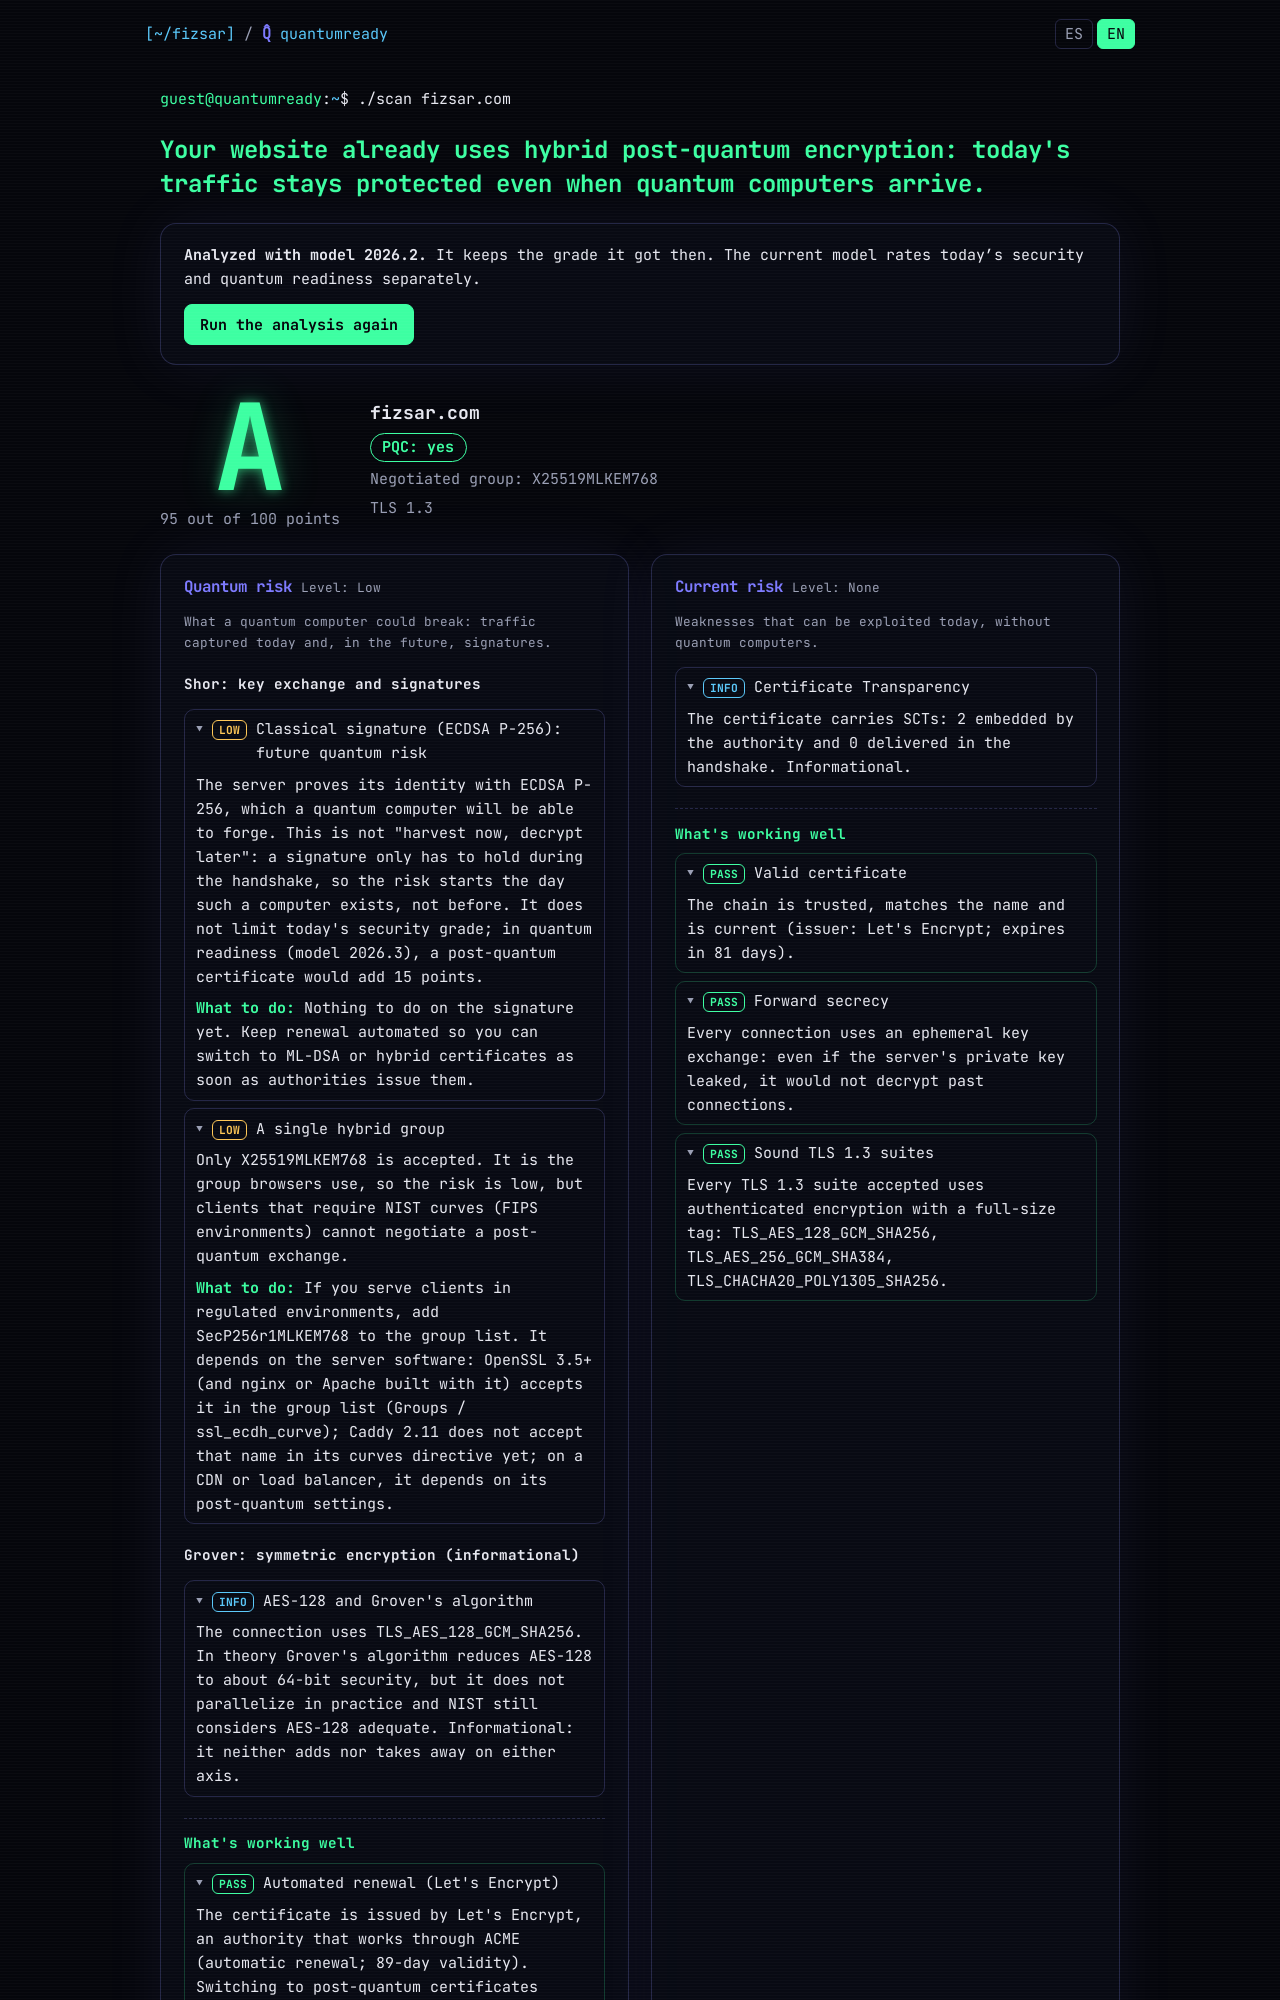 [~/fizsar] / Q quantumready
ES EN
guest@quantumready:~$ ./scan fizsar.com
Your website already uses hybrid post-quantum encryption: today's
traffic stays protected even when quantum computers arrive.
Analyzed with model 2026.2. It keeps the grade it got then. The current model rates today’s security
and quantum readiness separately.
Run the analysis again
A
95 out of 100 points
fizsar.com
PQC: yes
Negotiated group: X25519MLKEM768
TLS 1.3
Quantum risk Level: Low
What a quantum computer could break: traffic
captured today and, in the future, signatures.
Shor: key exchange and signatures
LOW Classical signature (ECDSA P-256):
future quantum risk
The server proves its identity with ECDSA P-
256, which a quantum computer will be able
to forge. This is not "harvest now, decrypt
later": a signature only has to hold during
the handshake, so the risk starts the day
such a computer exists, not before. It does
not limit today's security grade; in quantum
readiness (model 2026.3), a post-quantum
certificate would add 15 points.
What to do: Nothing to do on the signature
yet. Keep renewal automated so you can
switch to ML-DSA or hybrid certificates as
soon as authorities issue them.
LOW A single hybrid group
Only X25519MLKEM768 is accepted. It is the
group browsers use, so the risk is low, but
clients that require NIST curves (FIPS
environments) cannot negotiate a post-
quantum exchange.
What to do: If you serve clients in
regulated environments, add
SecP256r1MLKEM768 to the group list. It
depends on the server software: OpenSSL 3.5+
(and nginx or Apache built with it) accepts
it in the group list (Groups /
ssl_ecdh_curve); Caddy 2.11 does not accept
that name in its curves directive yet; on a
CDN or load balancer, it depends on its
post-quantum settings.
Grover: symmetric encryption (informational)
INFO AES-128 and Grover's algorithm
The connection uses TLS_AES_128_GCM_SHA256.
In theory Grover's algorithm reduces AES-128
to about 64-bit security, but it does not
parallelize in practice and NIST still
considers AES-128 adequate. Informational:
it neither adds nor takes away on either
axis.
What's working well
PASS Automated renewal (Let's Encrypt)
The certificate is issued by Let's Encrypt,
an authority that works through ACME
(automatic renewal; 89-day validity).
Switching to post-quantum certificates
Current risk Level: None
Weaknesses that can be exploited today, without
quantum computers.
INFO Certificate Transparency
The certificate carries SCTs: 2 embedded by
the authority and 0 delivered in the
handshake. Informational.
What's working well
PASS Valid certificate
The chain is trusted, matches the name and
is current (issuer: Let's Encrypt; expires
in 81 days).
PASS Forward secrecy
Every connection uses an ephemeral key
exchange: even if the server's private key
leaked, it would not decrypt past
connections.
PASS Sound TLS 1.3 suites
Every TLS 1.3 suite accepted uses
authenticated encryption with a full-size
tag: TLS_AES_128_GCM_SHA256,
TLS_AES_256_GCM_SHA384,
TLS_CHACHA20_POLY1305_SHA256.